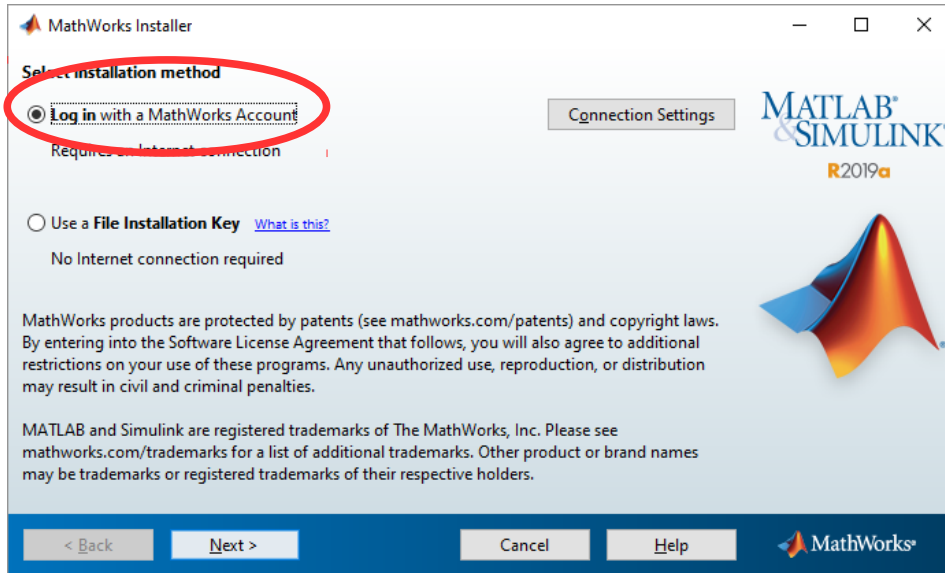 MathWorks Installer
Select installation method
Log in with a MathWorks Account
Connection Settings
MATLAB®
&SIMULINK®
Requires an Internet connection
R2019a
Use a File Installation Key What is this?
No Internet connection required
MathWorks products are protected by patents (see mathworks.com/patents) and copyright laws.
By entering into the Software License Agreement that follows, you will also agree to additional
restrictions on your use of these programs. Any unauthorized use, reproduction, or distribution
may result in civil and criminal penalties.
MATLAB and Simulink are registered trademarks of The MathWorks, Inc. Please see
mathworks.com/trademarks for a list of additional trademarks. Other product or brand names
may be trademarks or registered trademarks of their respective holders.
< Back Next > Cancel Help MathWorks®